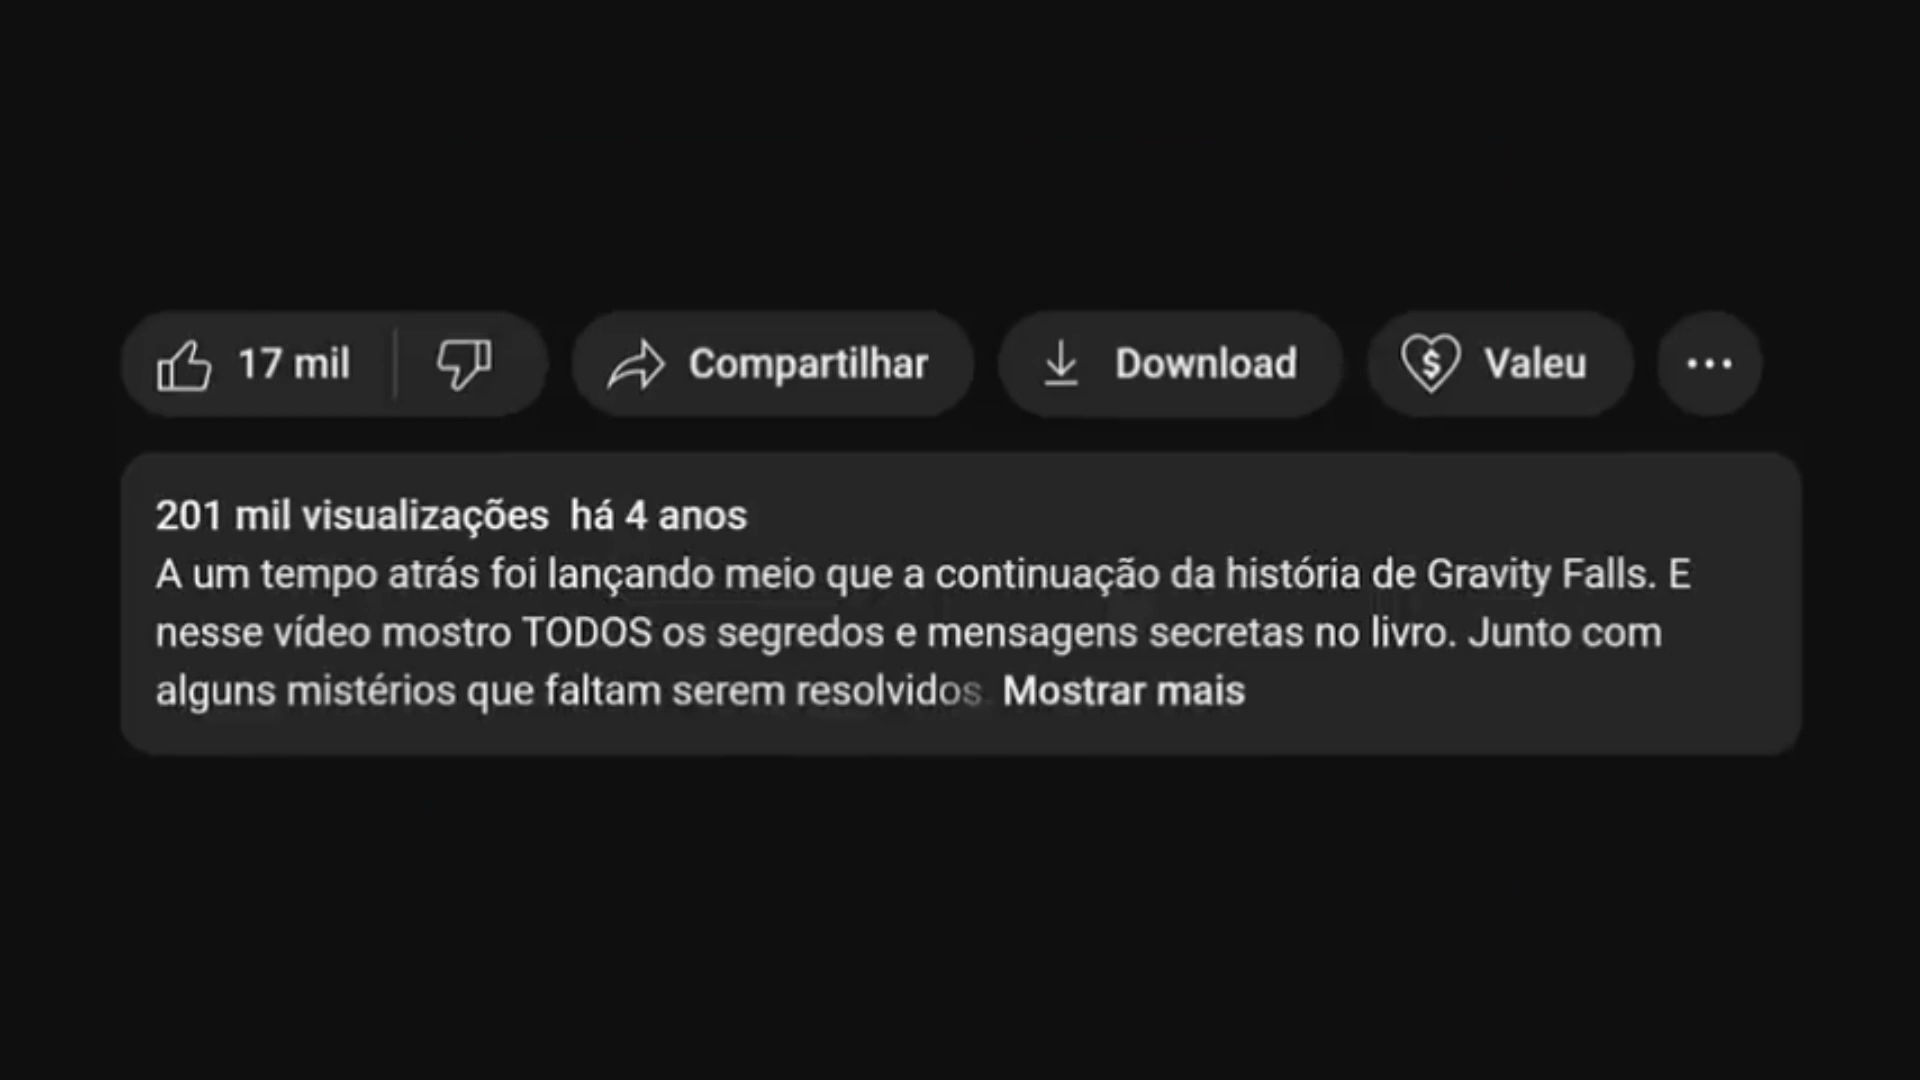 17 mil Compartilhar Download Valeu
201 mil visualizações há 4 anos
A um tempo atrás foi lançando meio que a continuação da história de Gravity Falls. E
nesse vídeo mostro TODOS os segredos e mensagens secretas no livro. Junto com
alguns mistérios que faltam serem resolvidos. Mostrar mais